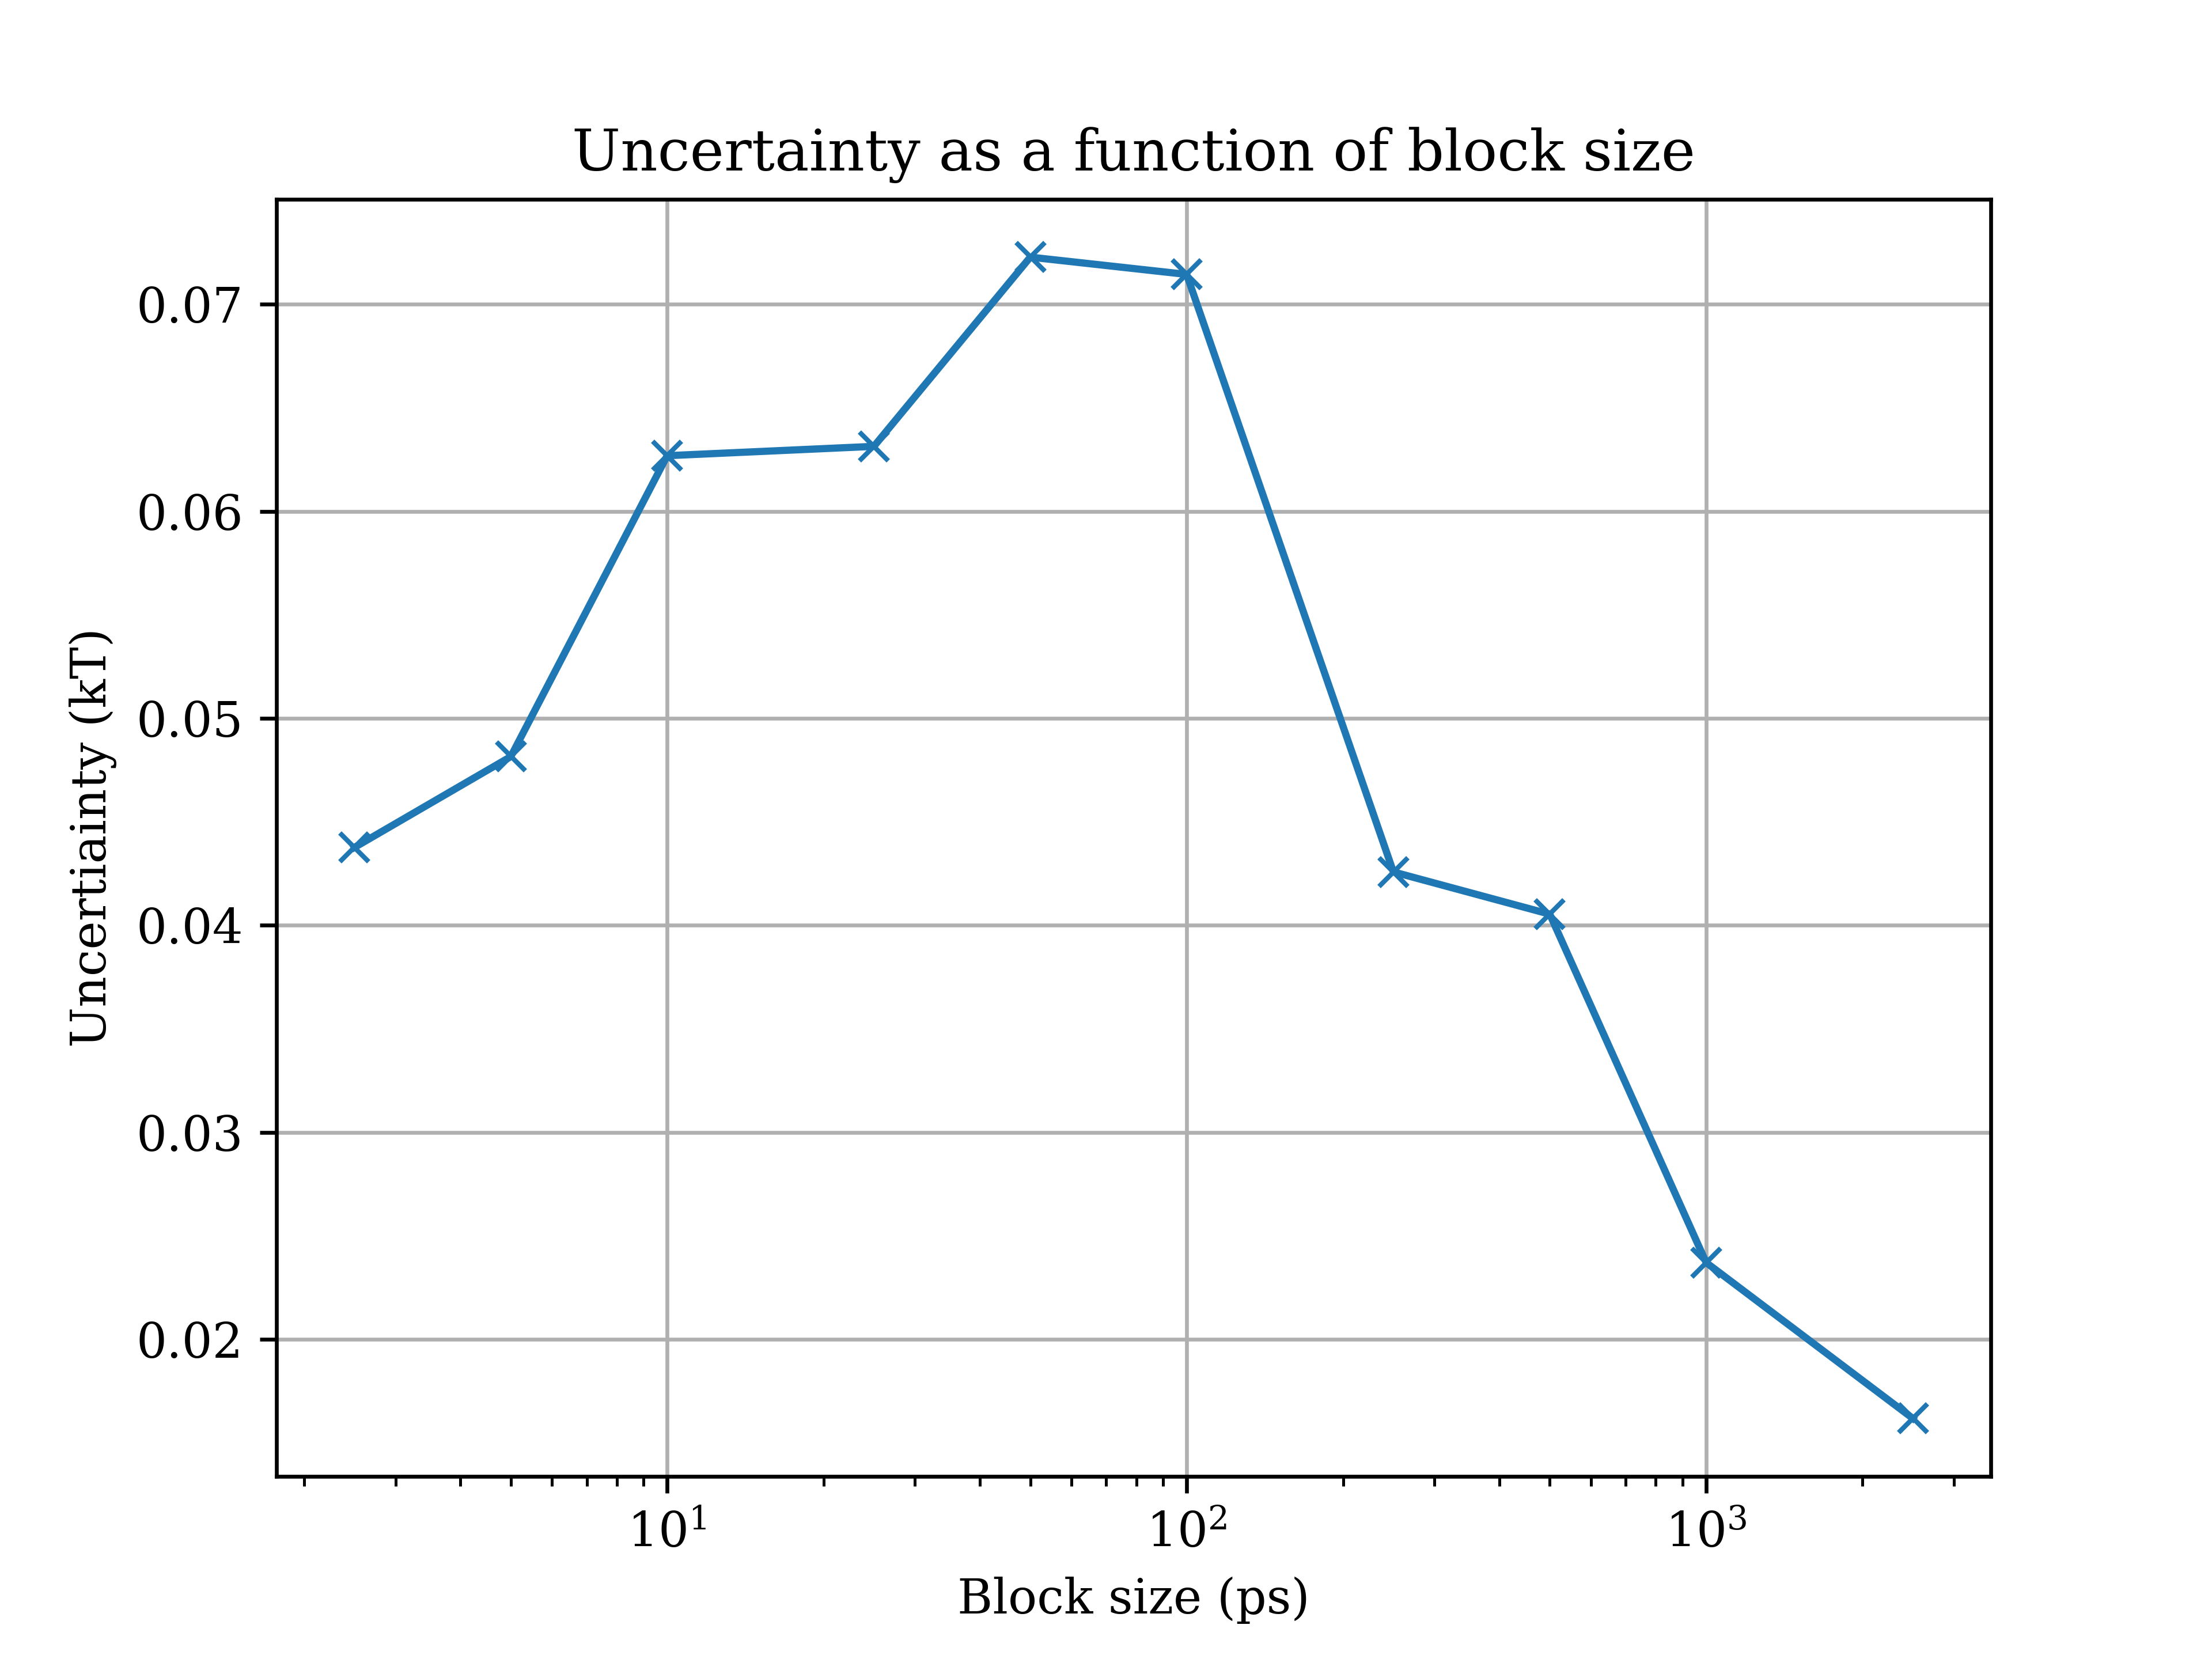 Uncertainty as a function of block size
0.07
0.06
0.05
0.04
0.03
0.02
Uncertiainty (kT)
10¹ 10² 10³
Block size (ps)